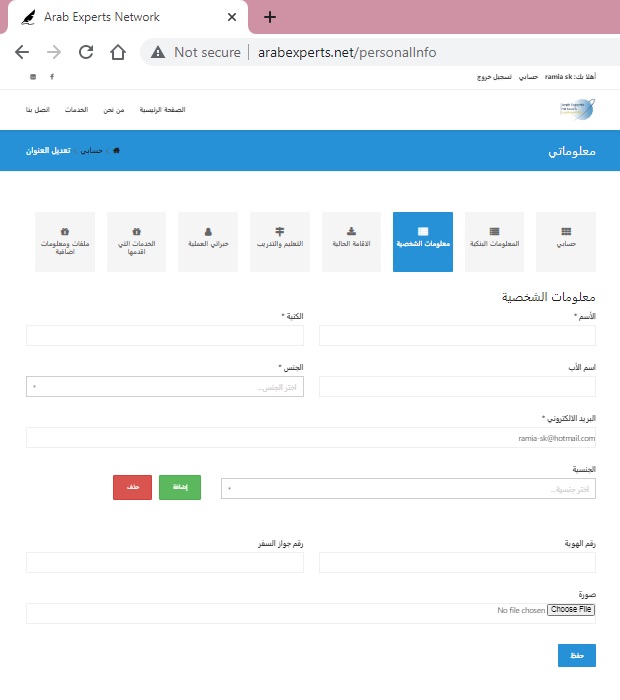 Arab Experts Network
Not secure | arabexperts.net/personalInfo
أهلا بك: ramia sk حسابي تسجيل خروج
الصفحة الرئيسية من نحن الخدمات اتصل بنا
معلوماتي
حسابي تعديل العنوان
حسابي
المعلومات البنكية
معلومات الشخصية
الاقامة الحالية
التعليم والتدريب
خبراتي العملية
الخدمات التي
اقدمها
ملفات ومعلومات
اضافية
معلومات الشخصية
الأسم * الكنية *
اسم الأب الجنس *
اختر الجنس...
البريد الالكتروني *
ramia-sk@hotmail.com
الجنسية
اختر جنسية... إضافة حذف
رقم الهوية رقم جواز السفر
صورة
Choose File No file chosen
حفظ